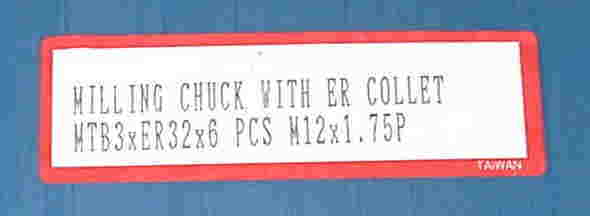 MILLING CHUCK WITH ER COLLET
MTB3xER32x6 PCS M12x1.75P
TAIWAN